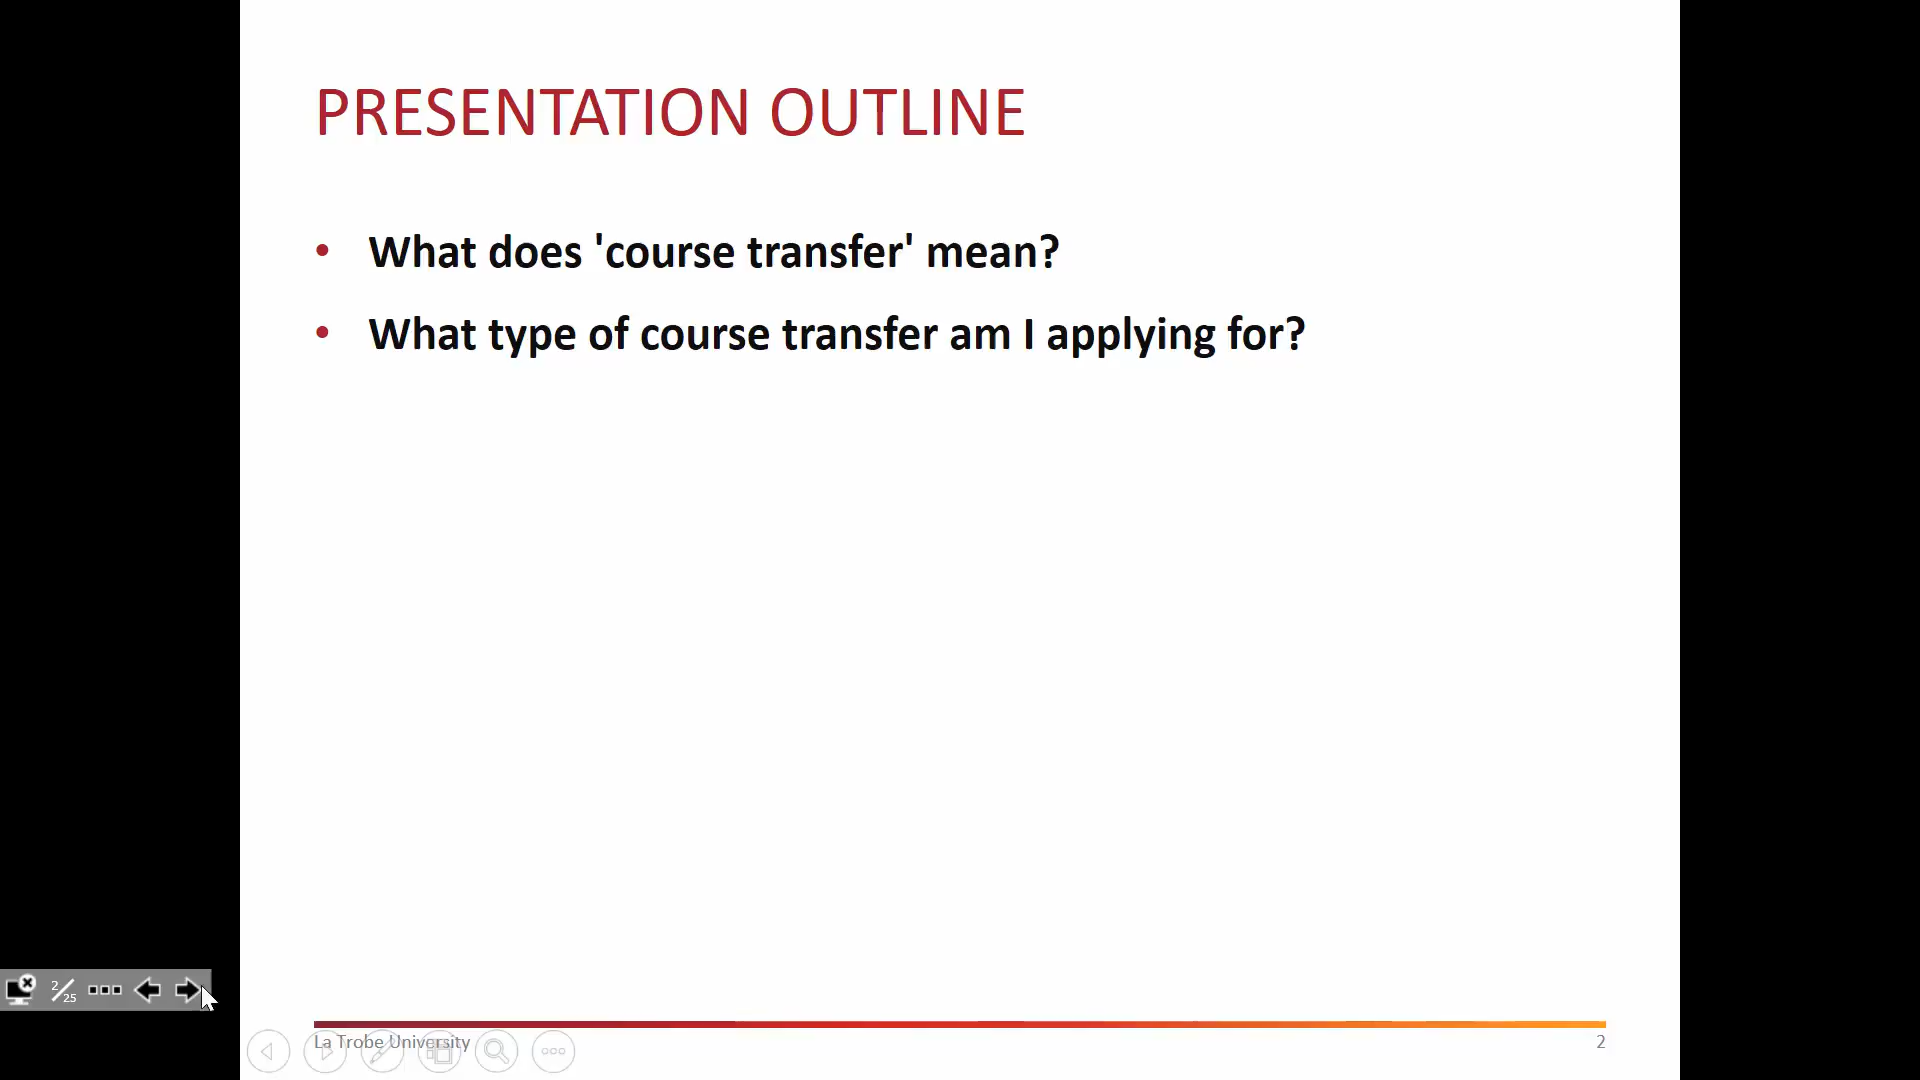 PRESENTATION OUTLINE
• What does 'course transfer' mean?
• What type of course transfer am I applying for?
2/25
La Trobe University
2